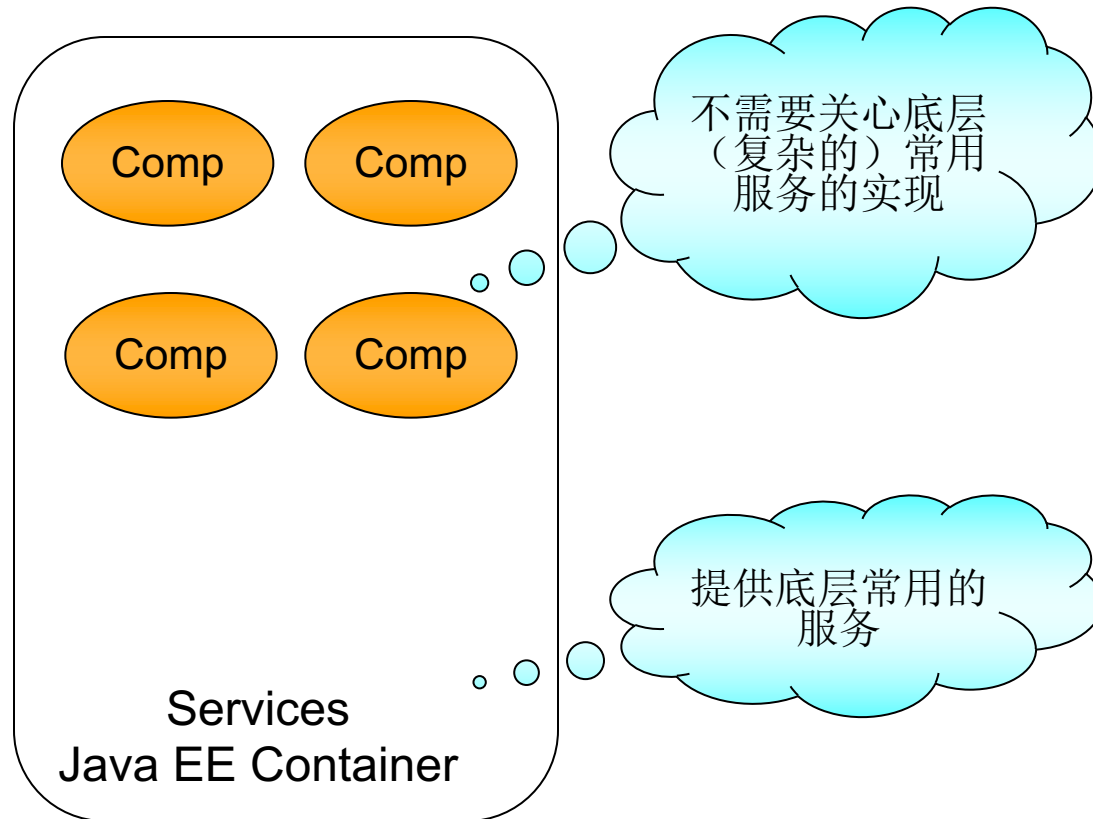 Comp
Comp
Comp
Comp
不需要关心底层
（复杂的）常用
服务的实现
提供底层常用的
服务
Services
Java EE Container